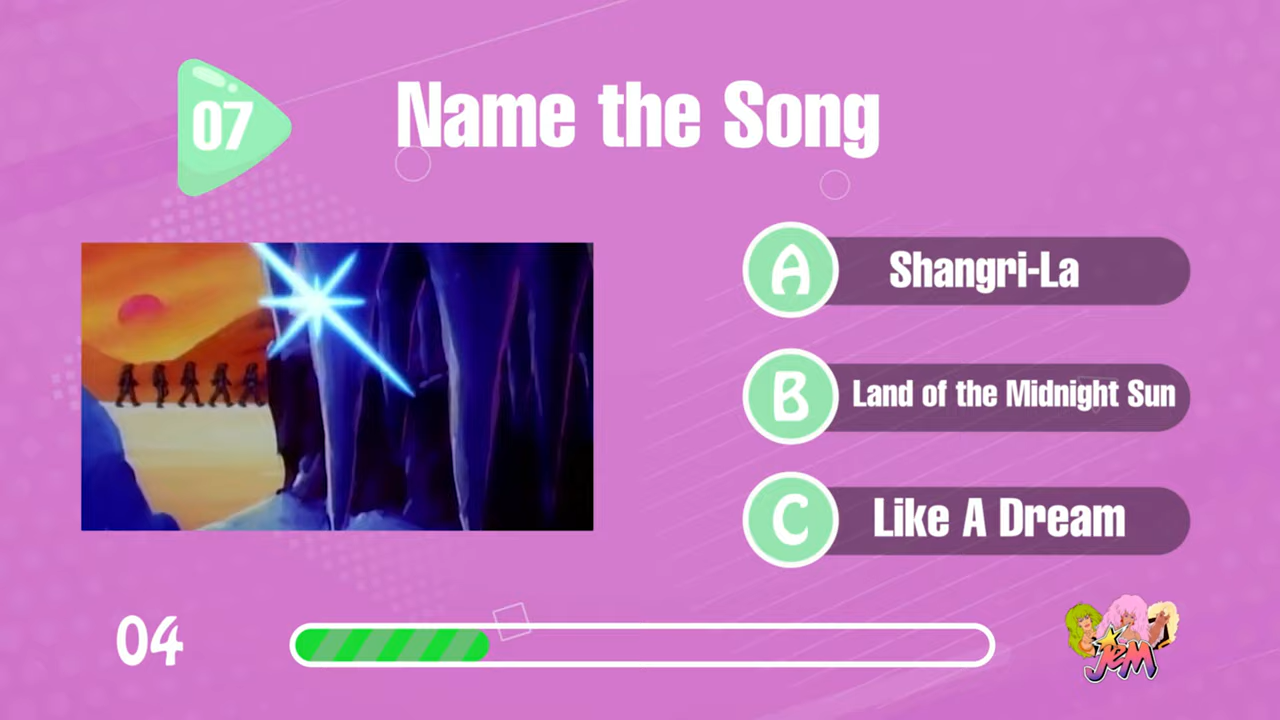 07
Name the Song
A
Shangri-La
B
Land of the Midnight Sun
C
Like A Dream
04
JEM